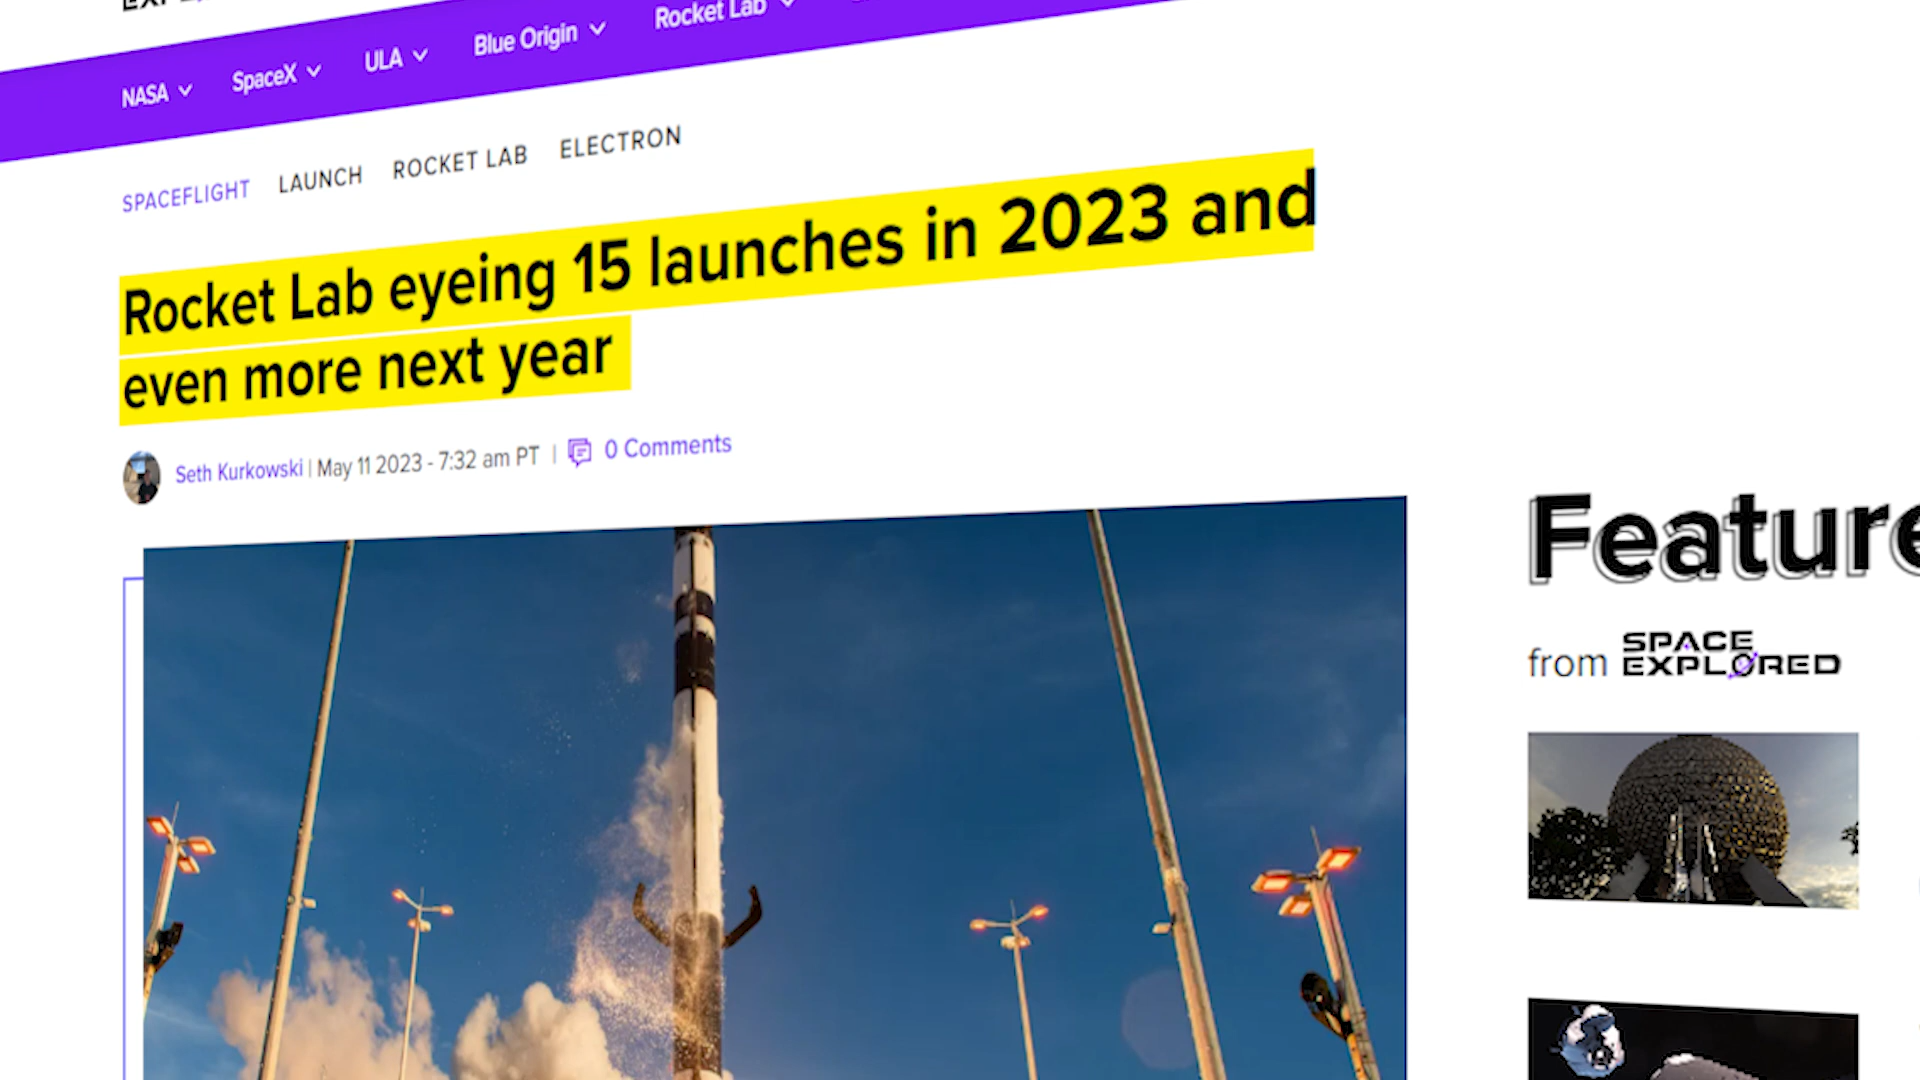 NASA SpaceX ULA Blue Origin Rocket Lab
SPACEFLIGHT LAUNCH ROCKET LAB ELECTRON
Rocket Lab eyeing 15 launches in 2023 and
even more next year
Seth Kurkowski | May 11 2023 - 7:32 am PT | 0 Comments
Feature
from SPACE
EXPLORED